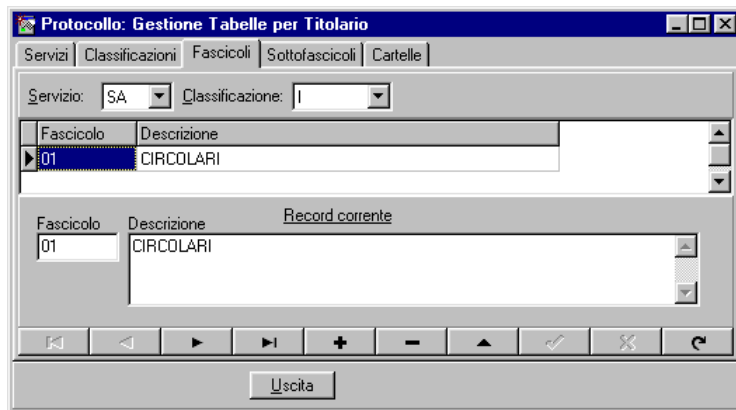 Protocollo: Gestione Tabelle per Titolario
Servizi Classificazioni Fascicoli Sottofascicoli Cartelle
Servizio: SA Classificazione: I
Fascicolo Descrizione
01 CIRCOLARI
Record corrente
Fascicolo Descrizione
01 CIRCOLARI
Uscita